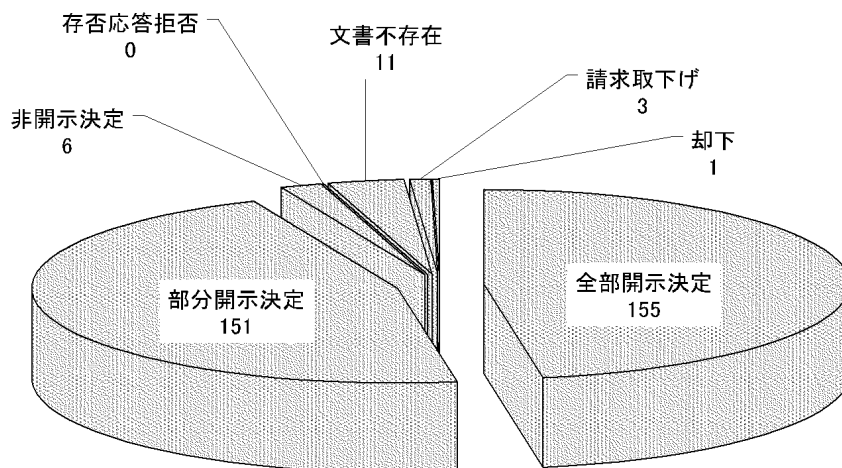 存否応答拒否
0
文書不存在
11
請求取下げ
3
非開示決定
6
却下
1
部分開示決定
151
全部開示決定
155